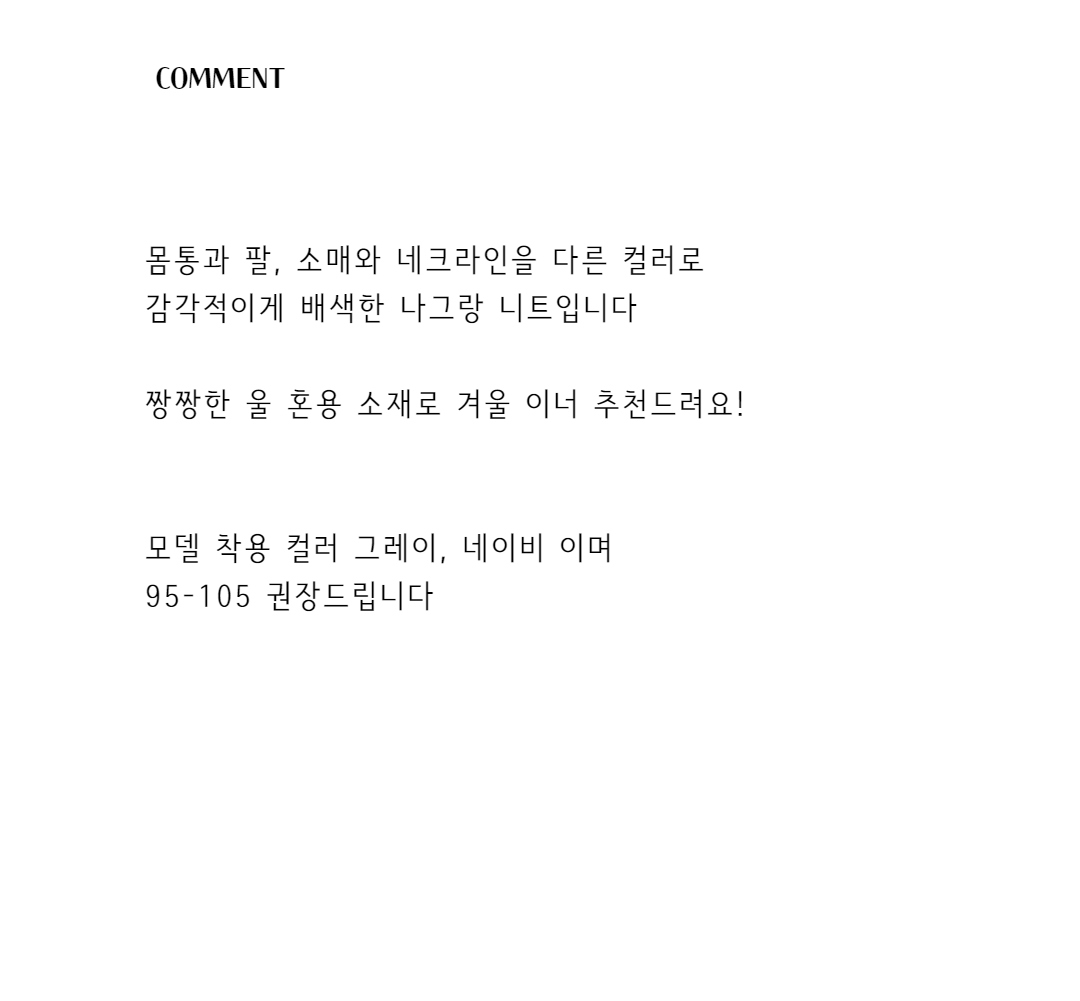 COMMENT
몸통과 팔, 소매와 네크라인을 다른 컬러로
감각적이게 배색한 나그랑 니트입니다
짱짱한 울 혼용 소재로 겨울 이너 추천드려요!
모델 착용 컬러 그레이, 네이비 이며
95-105 권장드립니다